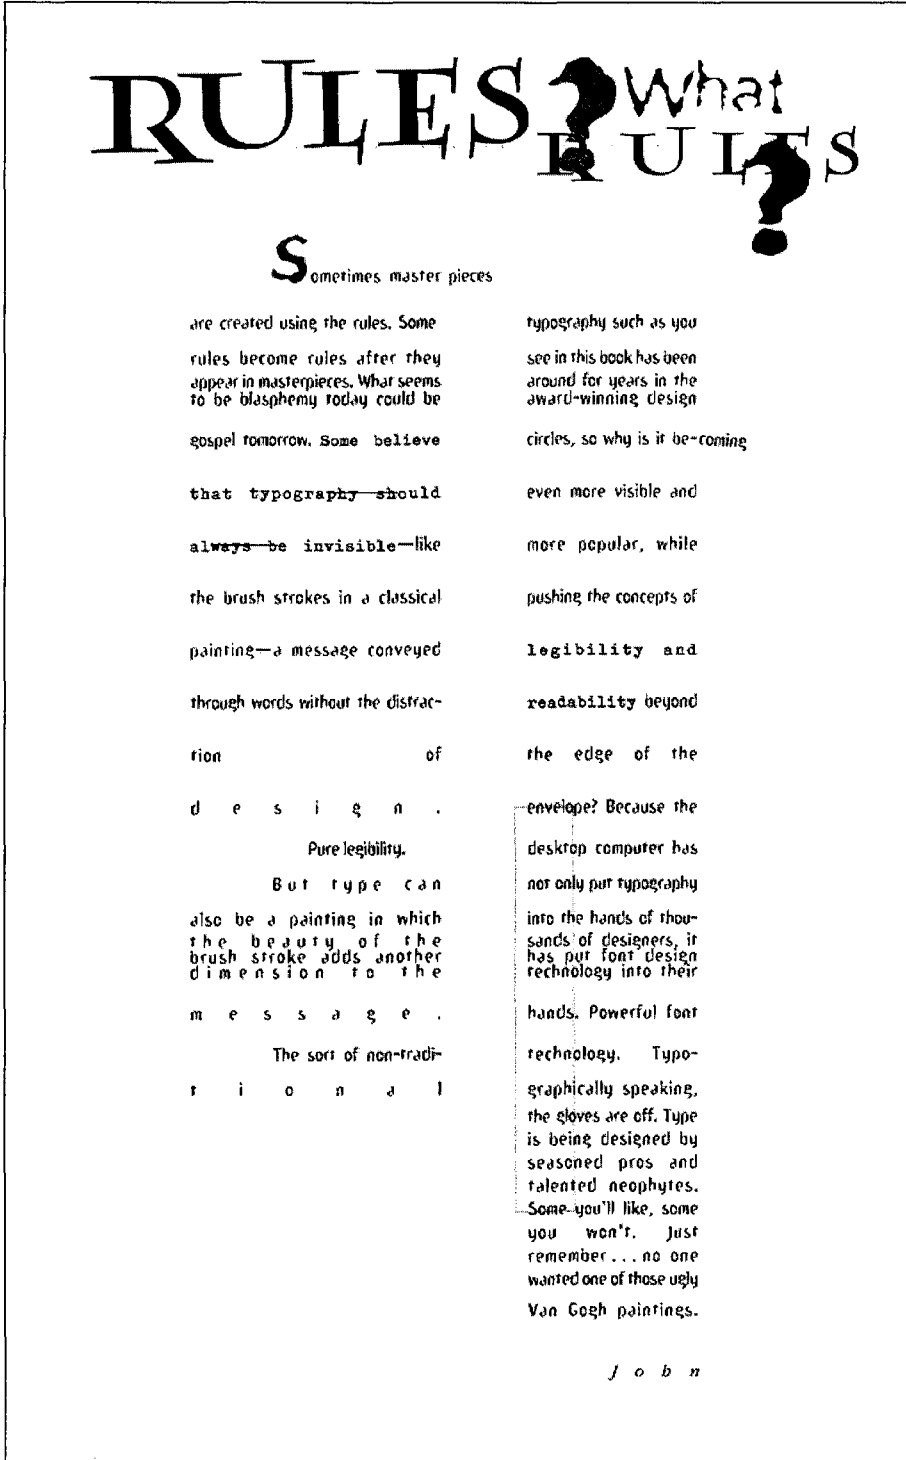 RULES? What
RULES?
Sometimes master pieces
are created using the rules. Some
rules become rules after they
appear in masterpieces. What seems
to be blasphemy today could be
gospel tomorrow. Some believe
that typography should
always be invisible—like
the brush strokes in a classical
painting—a message conveyed
through words without the distrac-
tion of
design.
Pure legibility.
But type can
also be a painting in which
the beauty of the
brush stroke adds another
dimension to the
message.
The sort of non-tradi-
tional
typography such as you
see in this book has been
around for years in the
award-winning design
circles, so why is it be-coming
even more visible and
more popular, while
pushing the concepts of
legibility and
readability beyond
the edge of the
envelope? Because the
desktop computer has
not only put typography
into the hands of thou-
sands of designers, it
has put font design
technology into their
hands. Powerful font
technology. Typo-
graphically speaking,
the gloves are off. Type
is being designed by
seasoned pros and
talented neophytes.
Some you'll like, some
you won't. Just
remember...no one
wanted one of those ugly
Van Gogh paintings.
John